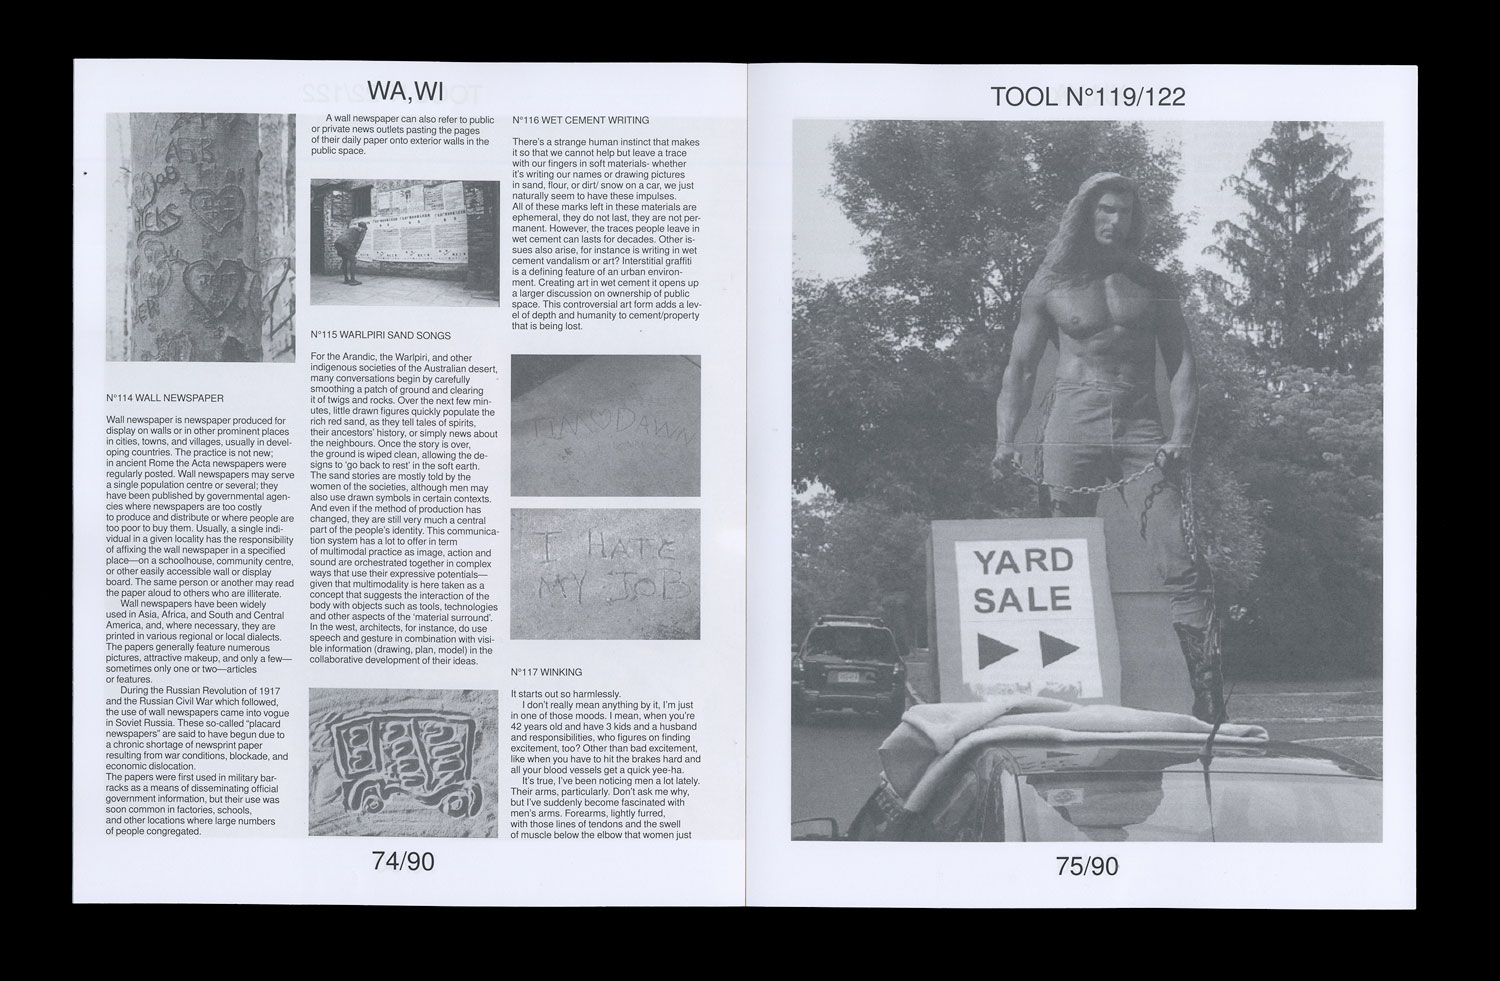 WA,WI
N°114 WALL NEWSPAPER
Wall newspaper is newspaper produced for
display on walls or in other prominent places
in cities, towns, and villages, usually in devel-
oping countries. The practice is not new;
in ancient Rome the Acta newspapers were
regularly posted. Wall newspapers may serve
a single population centre or several; they
have been published by governmental agen-
cies where newspapers are too costly
to produce and distribute or where people are
too poor to buy them. Usually, a single indi-
vidual in a given locality has the responsibility
of affixing the wall newspaper in a specified
place—on a schoolhouse, community centre,
or other easily accessible wall or display
board. The same person or another may read
the paper aloud to others who are illiterate.
Wall newspapers have been widely
used in Asia, Africa, and South and Central
America, and, where necessary, they are
printed in various regional or local dialects.
The papers generally feature numerous
pictures, attractive makeup, and only a few—
sometimes only one or two—articles
or features.
During the Russian Revolution of 1917
and the Russian Civil War which followed,
the use of wall newspapers came into vogue
in Soviet Russia. These so-called “placard
newspapers” are said to have begun due to
a chronic shortage of newsprint paper
resulting from war conditions, blockade, and
economic dislocation.
The papers were first used in military bar-
racks as a means of disseminating official
government information, but their use was
soon common in factories, schools,
and other locations where large numbers
of people congregated.
A wall newspaper can also refer to public
or private news outlets pasting the pages
of their daily paper onto exterior walls in the
public space.
N°115 WARLPIRI SAND SONGS
For the Arandic, the Warlpiri, and other
indigenous societies of the Australian desert,
many conversations begin by carefully
smoothing a patch of ground and clearing
it of twigs and rocks. Over the next few min-
utes, little drawn figures quickly populate the
rich red sand, as they tell tales of spirits,
their ancestors’ history, or simply news about
the neighbours. Once the story is over,
the ground is wiped clean, allowing the de-
signs to ‘go back to rest’ in the soft earth.
The sand stories are mostly told by the
women of the societies, although men may
also use drawn symbols in certain contexts.
And even if the method of production has
changed, they are still very much a central
part of the people’s identity. This communica-
tion system has a lot to offer in term
of multimodal practice as image, action and
sound are orchestrated together in complex
ways that use their expressive potentials—
given that multimodality is here taken as a
concept that suggests the interaction of the
body with objects such as tools, technologies
and other aspects of the ‘material surround’.
In the west, architects, for instance, do use
speech and gesture in combination with visi-
ble information (drawing, plan, model) in the
collaborative development of their ideas.
N°116 WET CEMENT WRITING
There’s a strange human instinct that makes
it so that we cannot help but leave a trace
with our fingers in soft materials- whether
it’s writing our names or drawing pictures
in sand, flour, or dirt/ snow on a car, we just
naturally seem to have these impulses.
All of these marks left in these materials are
ephemeral, they do not last, they are not per-
manent. However, the traces people leave in
wet cement can lasts for decades. Other is-
sues also arise, for instance is writing in wet
cement vandalism or art? Interstitial graffiti
is a defining feature of an urban environ-
ment. Creating art in wet cement it opens up
a larger discussion on ownership of public
space. This controversial art form adds a lev-
el of depth and humanity to cement/property
that is being lost.
I HATE
MY JOB
N°117 WINKING
It starts out so harmlessly.
I don’t really mean anything by it, I’m just
in one of those moods. I mean, when you’re
42 years old and have 3 kids and a husband
and responsibilities, who figures on finding
excitement, too? Other than bad excitement,
like when you have to hit the brakes hard and
all your blood vessels get a quick yee-ha.
It’s true, I’ve been noticing men a lot lately.
Their arms, particularly. Don’t ask me why,
but I’ve suddenly become fascinated with
men’s arms. Forearms, lightly furred,
with those lines of tendons and the swell
of muscle below the elbow that women just
74/90
TOOL N°119/122
YARD
SALE
75/90